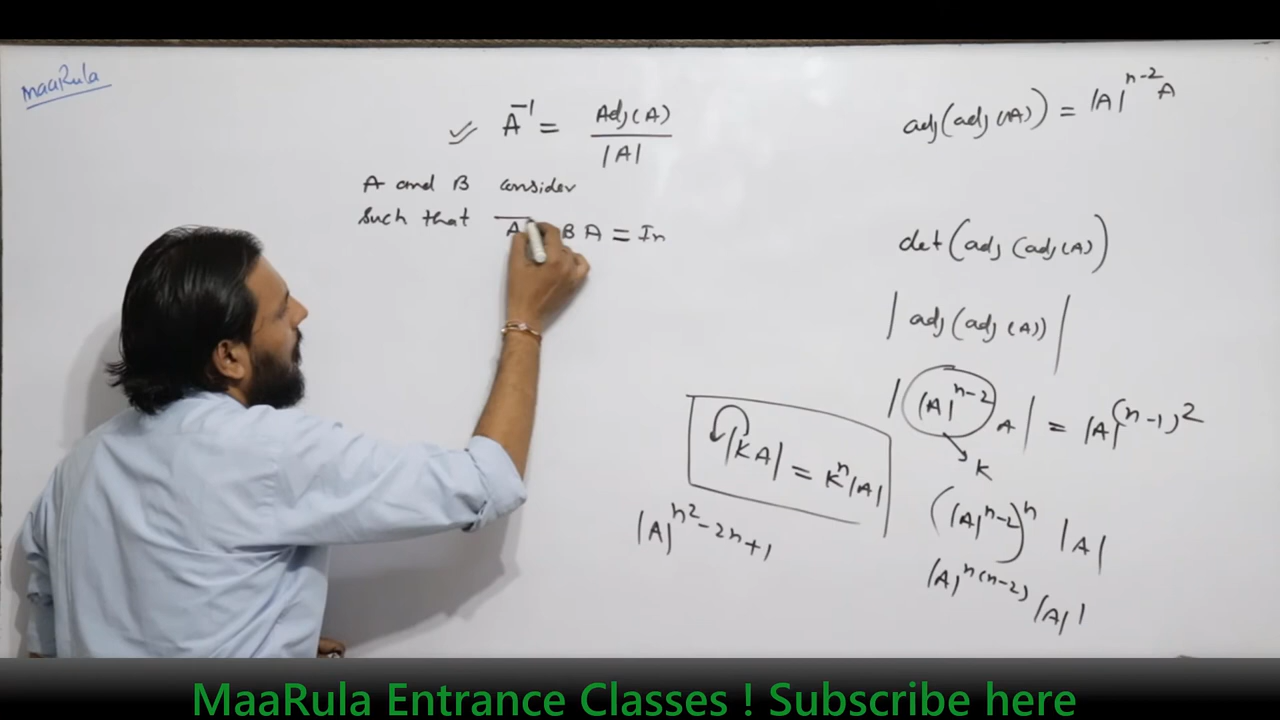 maaRula
A⁻¹ = Adj(A) / |A|
A and B consider
such that A BA = In
adj(adj(A)) = |A|ⁿ⁻² A
det(adj(adj(A))
|adj(adj(A))|
||A|ⁿ⁻² A| = |A|⁽ⁿ⁻¹⁾²
K
(|A|ⁿ⁻²)ⁿ |A|
|A|ⁿ⁽ⁿ⁻²⁾ |A|¹
|KA| = Kⁿ|A|
|A|ⁿ²⁻²ⁿ⁺¹
MaaRula Entrance Classes ! Subscribe here